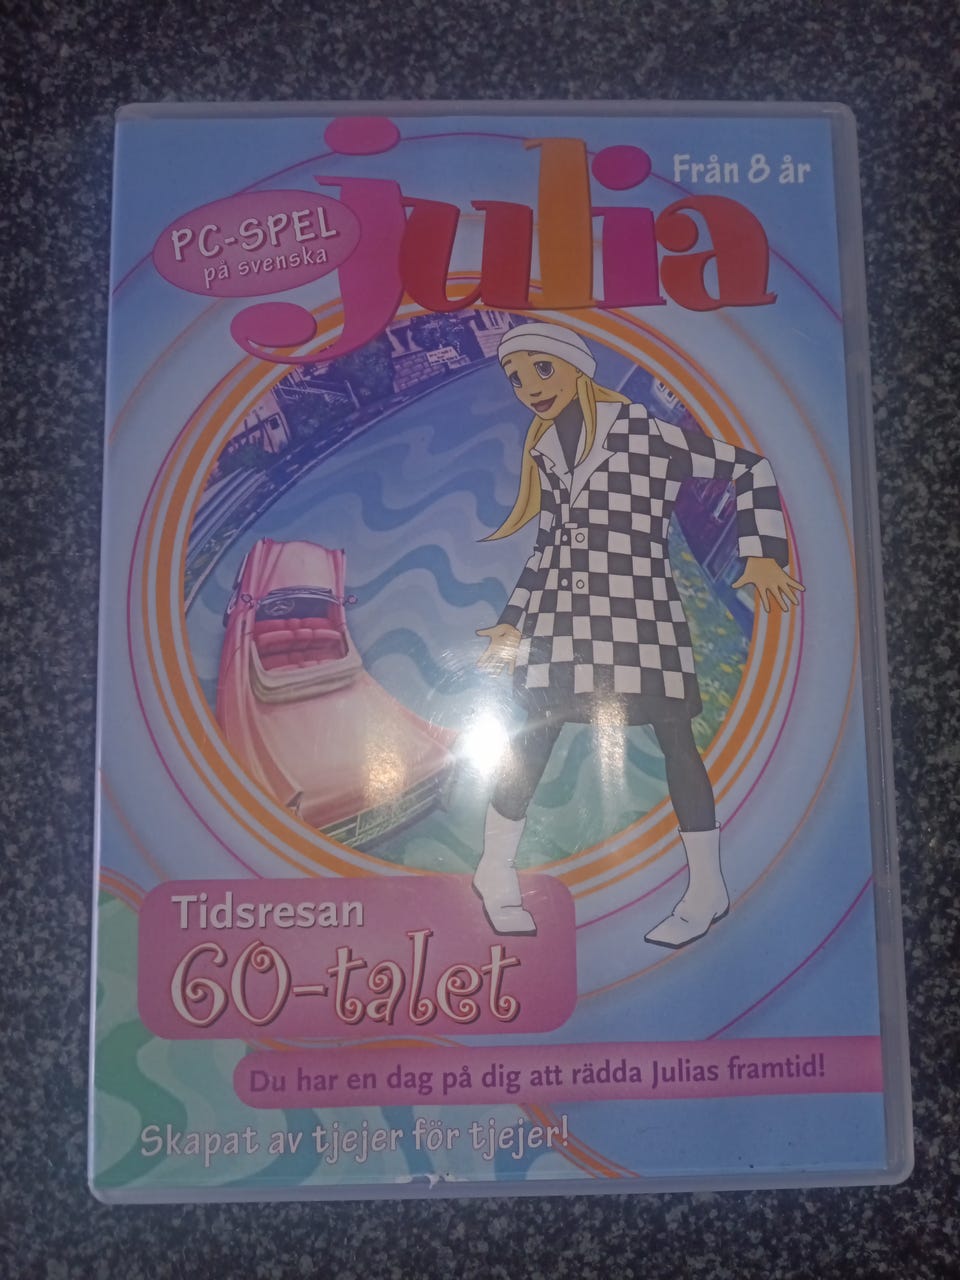 julia
Från 8 år
PC-SPEL
på svenska
Tidsresan
60-talet
Du har en dag på dig att rädda Julias framtid!
Skapat av tjejer för tjejer!